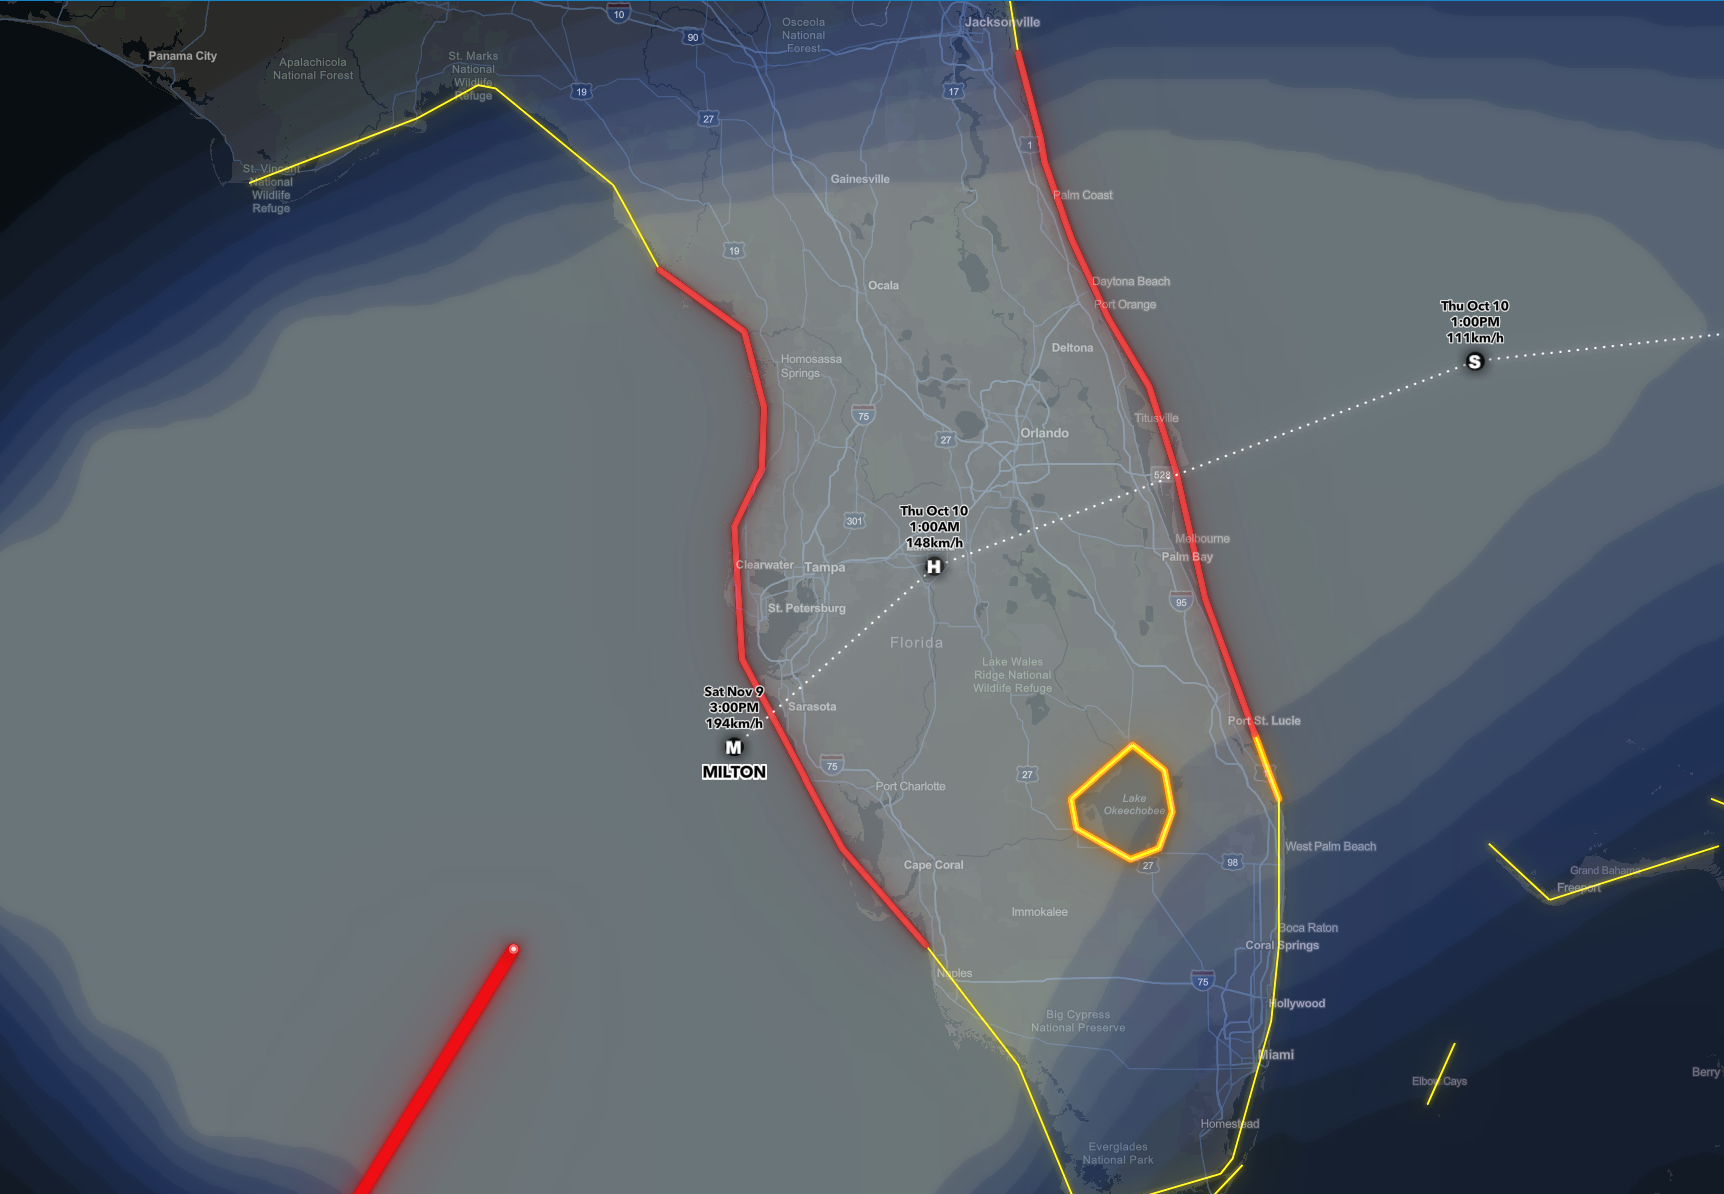 Jacksonville
10
Osceola
National
Forest
90
Panama City
St. Marks
National
Wildlife
Refuge
Apalachicola
National Forest
19
17
27
1
St. Vincent
National
Wildlife
Refuge
Gainesville
Palm Coast
19
Ocala
Daytona Beach
Port Orange
Thu Oct 10
1:00PM
111km/h
S
Deltona
Homosassa
Springs
75
Titusville
27
Orlando
528
301
Thu Oct 10
1:00AM
148km/h
H
Melbourne
Palm Bay
Clearwater
Tampa
St. Petersburg
95
Florida
Lake Wales
Ridge National
Wildlife Refuge
Sat Nov 9
3:00PM
194km/h
M
MILTON
Sarasota
Port St. Lucie
75
27
Port Charlotte
Lake
Okeechobee
West Palm Beach
Cape Coral
27
98
Grand Bahama
Freeport
Immokalee
Boca Raton
Coral Springs
Naples
75
Hollywood
Big Cypress
National Preserve
Miami
Berry
Elbow Cays
Homestead
Everglades
National Park